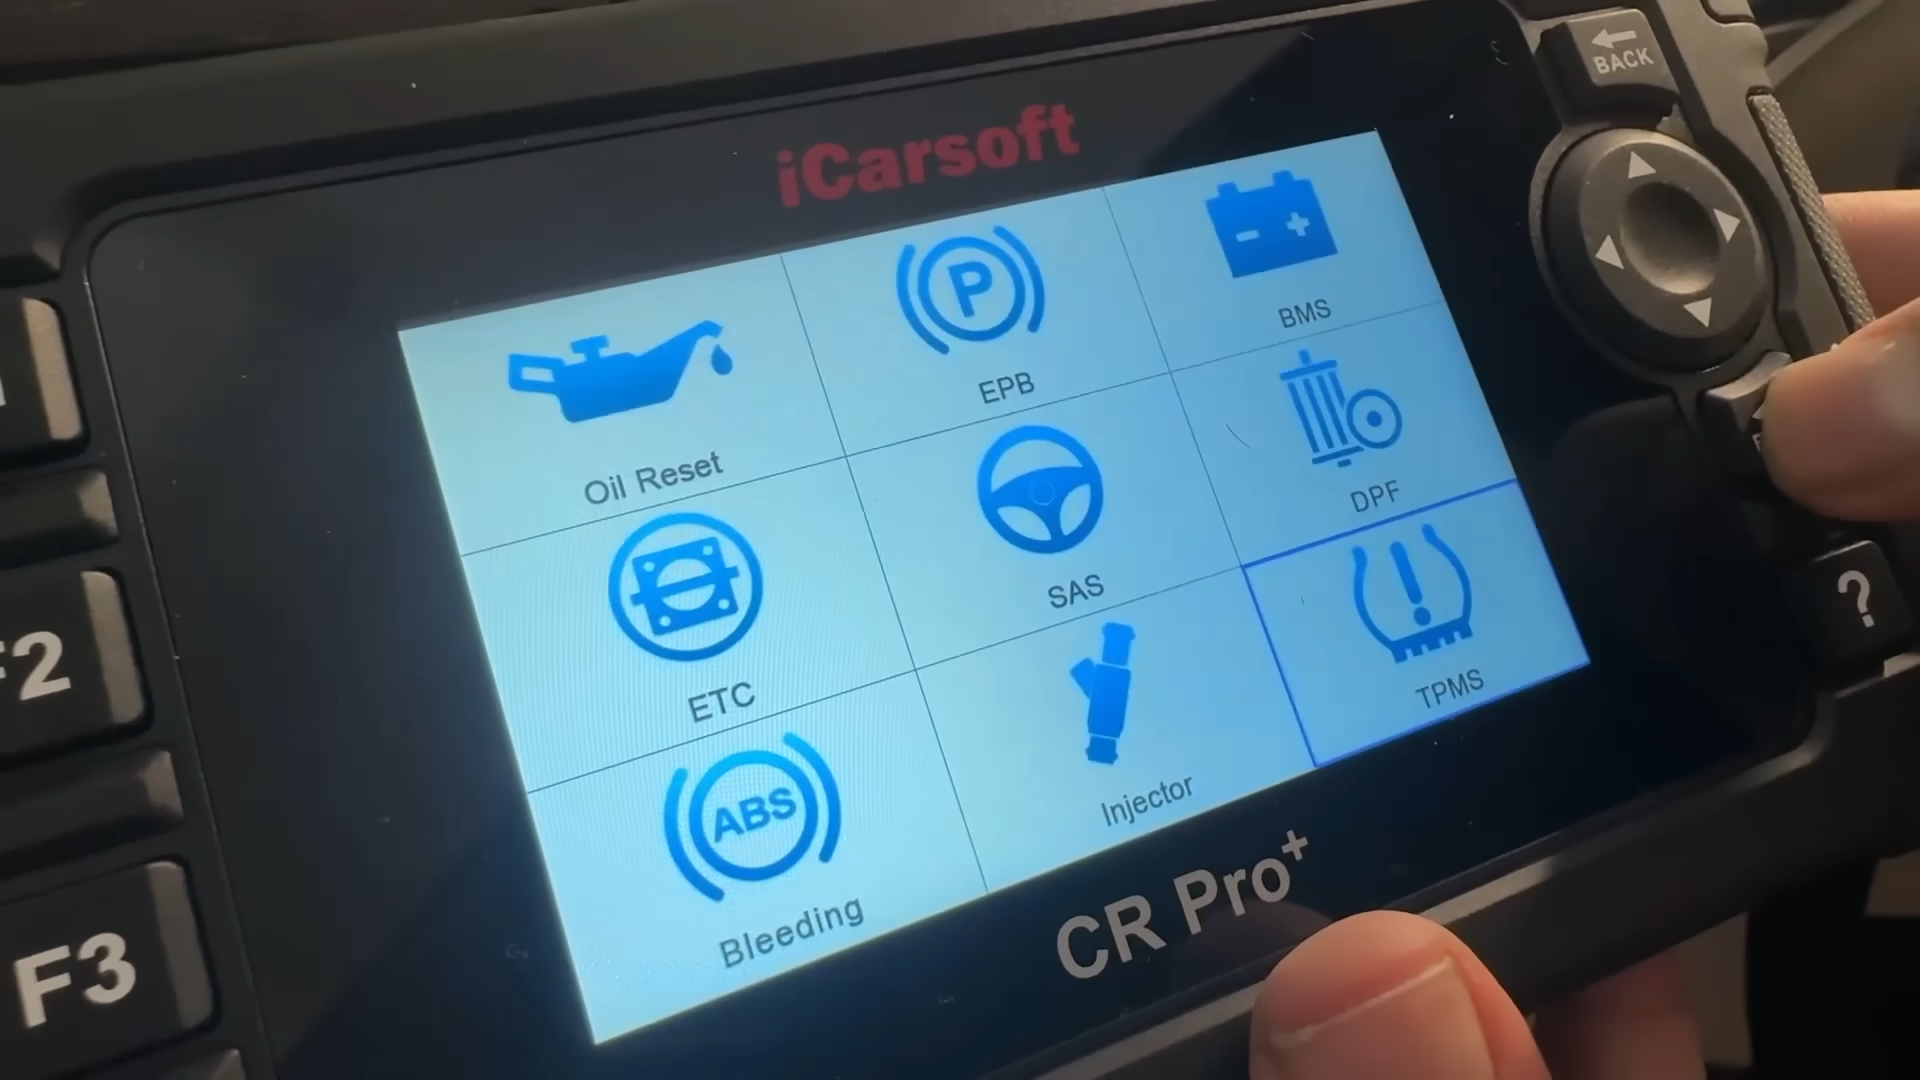 BACK
iCarsoft
P
- +
Oil Reset
EPB
BMS
ETC
SAS
DPF
ABS
Bleeding
Injector
TPMS
CR Pro+
F2
F3
?